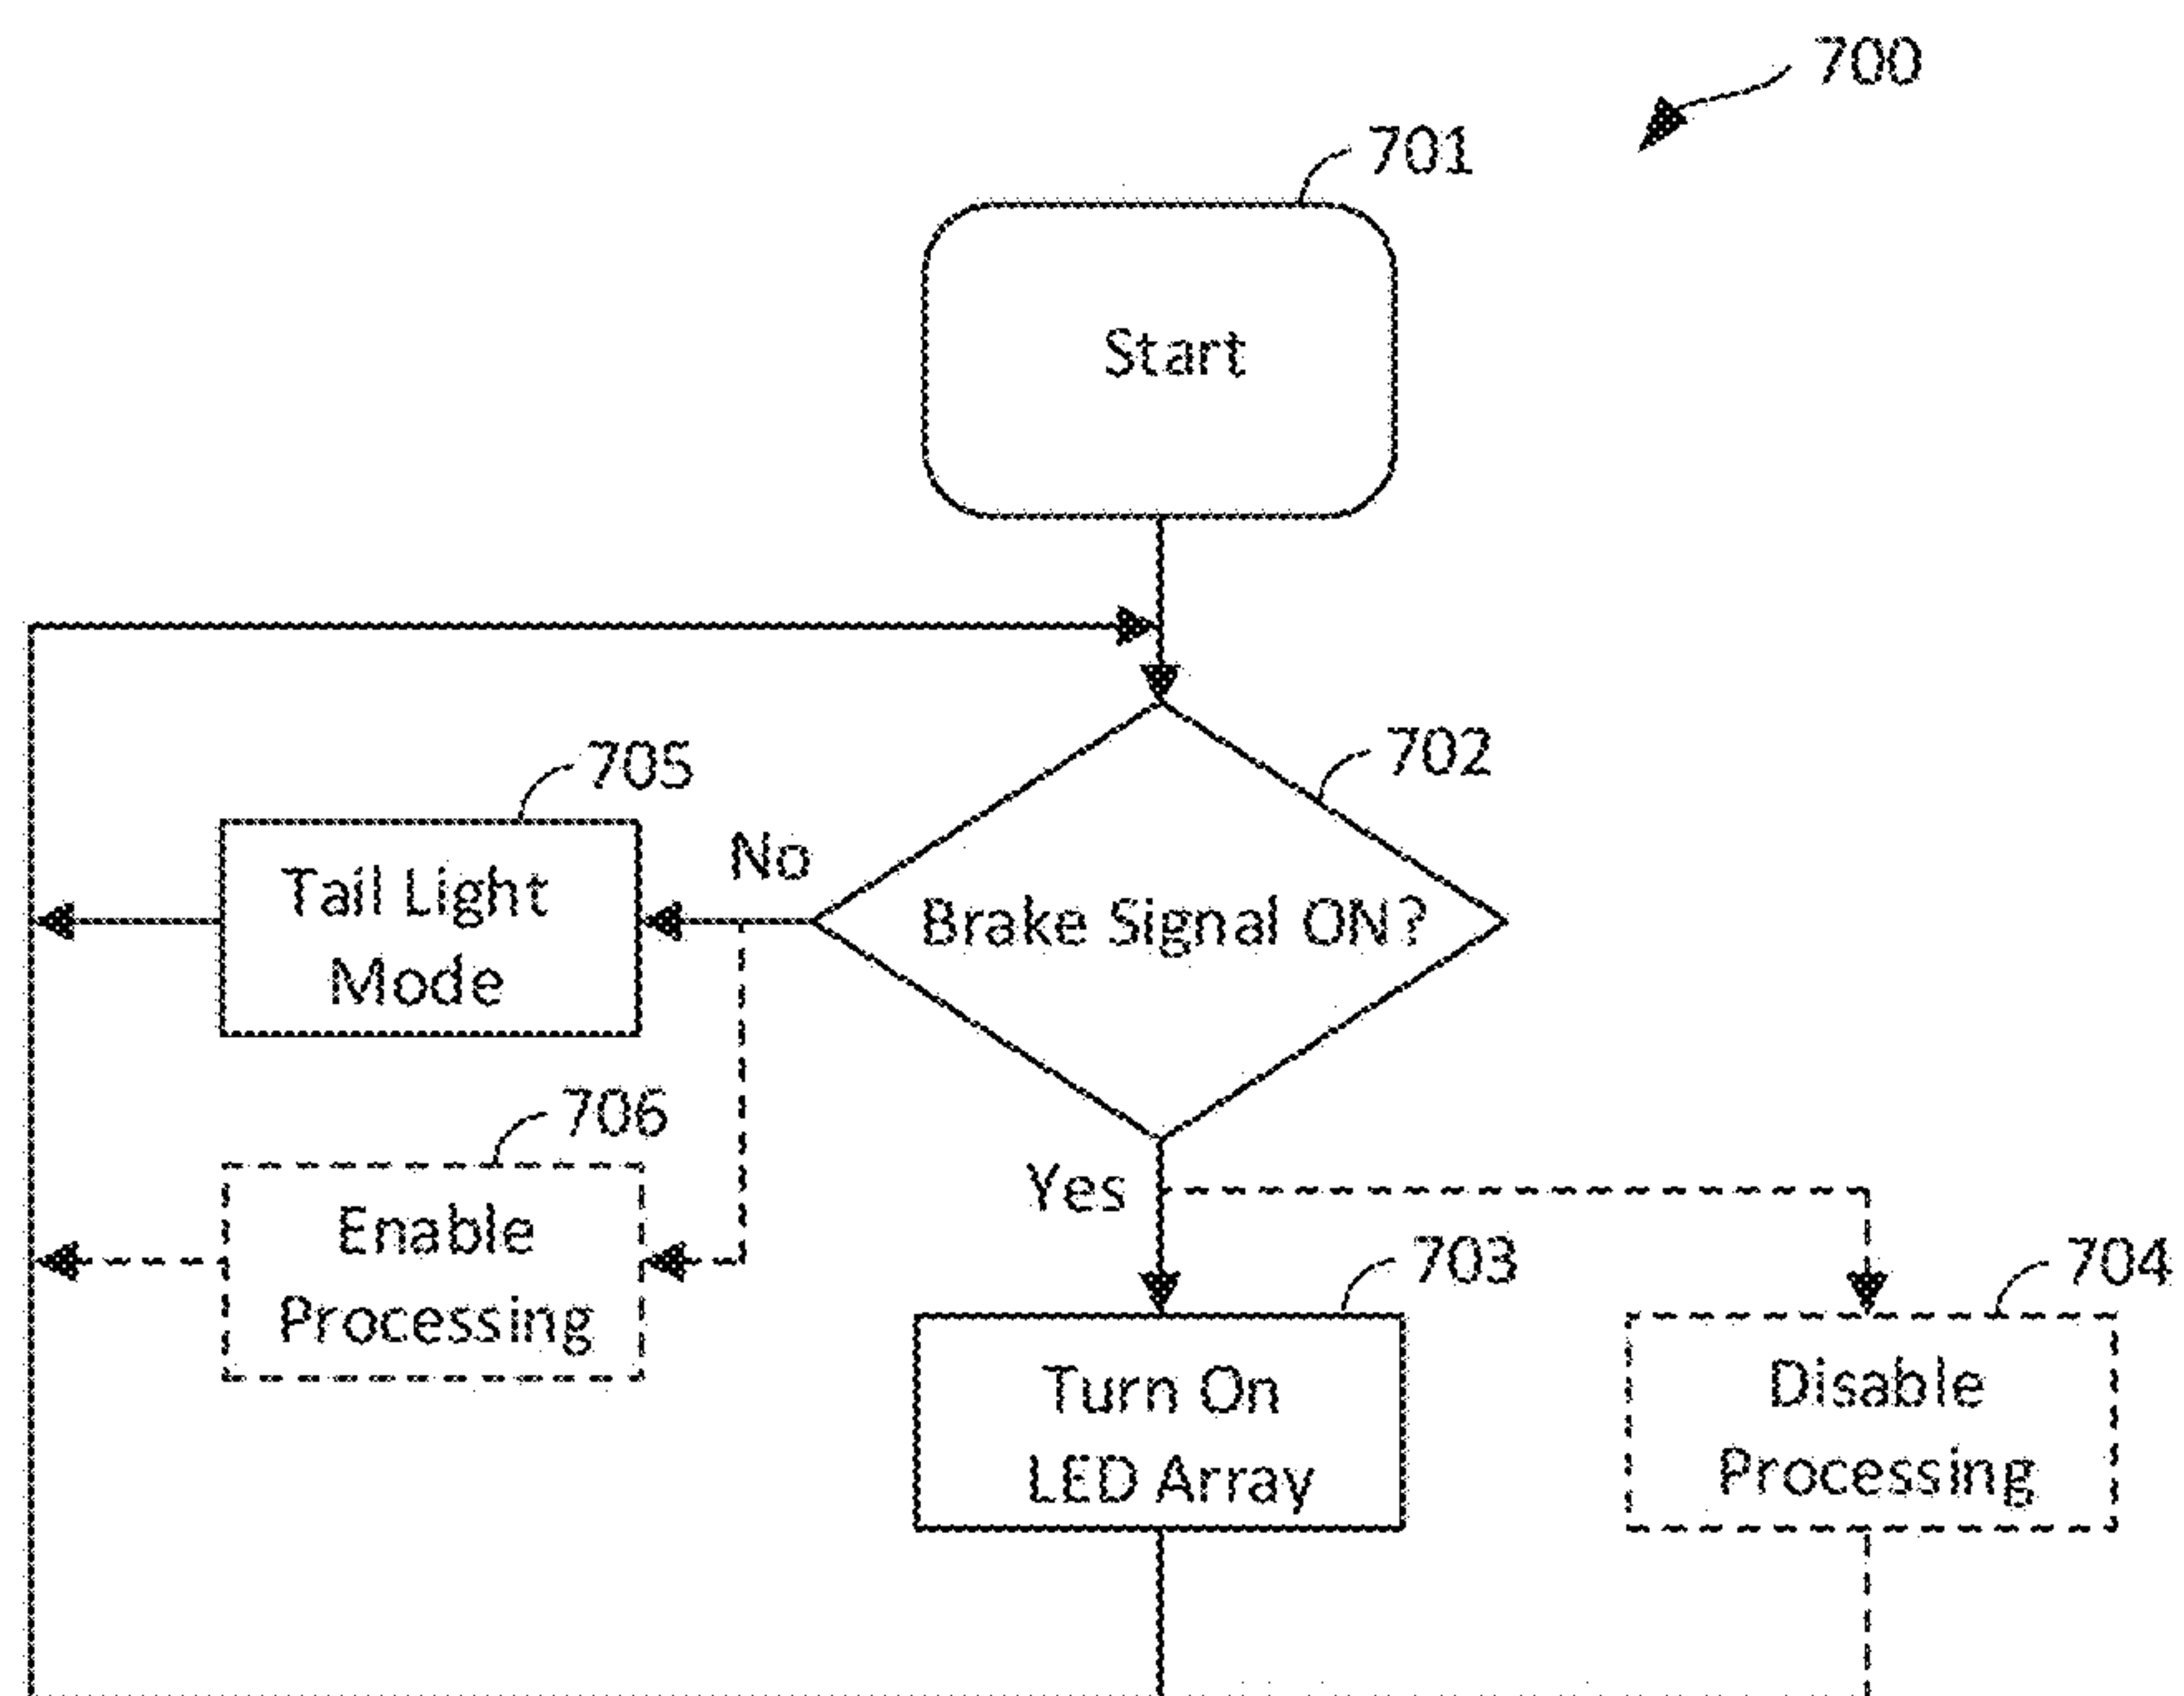 700
701
Start
702
705
No
Tail Light
Mode
Brake Signal ON?
706
Yes
Enable
Processing
703
704
Turn On
LED Array
Disable
Processing